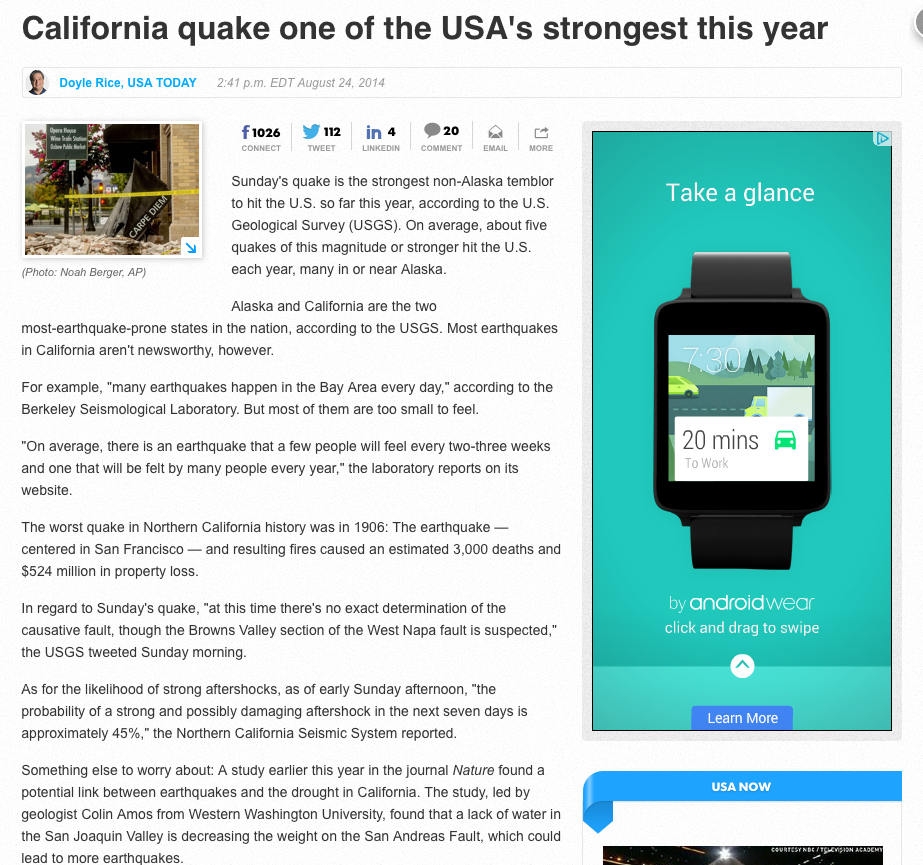 California quake one of the USA's strongest this year
Doyle Rice, USA TODAY 2:41 p.m. EDT August 24, 2014
Open House
Wine Train Station
Oxbow Public Market
CARPE DIEM
(Photo: Noah Berger, AP)
1026 112 4 20
CONNECT TWEET LINKEDIN COMMENT EMAIL MORE
Sunday's quake is the strongest non-Alaska temblor
to hit the U.S. so far this year, according to the U.S.
Geological Survey (USGS). On average, about five
quakes of this magnitude or stronger hit the U.S.
each year, many in or near Alaska.
Alaska and California are the two
most-earthquake-prone states in the nation, according to the USGS. Most earthquakes
in California aren't newsworthy, however.
For example, "many earthquakes happen in the Bay Area every day," according to the
Berkeley Seismological Laboratory. But most of them are too small to feel.
"On average, there is an earthquake that a few people will feel every two-three weeks
and one that will be felt by many people every year," the laboratory reports on its
website.
The worst quake in Northern California history was in 1906: The earthquake —
centered in San Francisco — and resulting fires caused an estimated 3,000 deaths and
$524 million in property loss.
In regard to Sunday's quake, "at this time there's no exact determination of the
causative fault, though the Browns Valley section of the West Napa fault is suspected,"
the USGS tweeted Sunday morning.
As for the likelihood of strong aftershocks, as of early Sunday afternoon, "the
probability of a strong and possibly damaging aftershock in the next seven days is
approximately 45%," the Northern California Seismic System reported.
Something else to worry about: A study earlier this year in the journal Nature found a
potential link between earthquakes and the drought in California. The study, led by
geologist Colin Amos from Western Washington University, found that a lack of water in
the San Joaquin Valley is decreasing the weight on the San Andreas Fault, which could
lead to more earthquakes.
Take a glance
7:30
20 mins
To Work
by androidwear
click and drag to swipe
Learn More
USA NOW
COURTESY NBC / TELEVISION ACADEMY